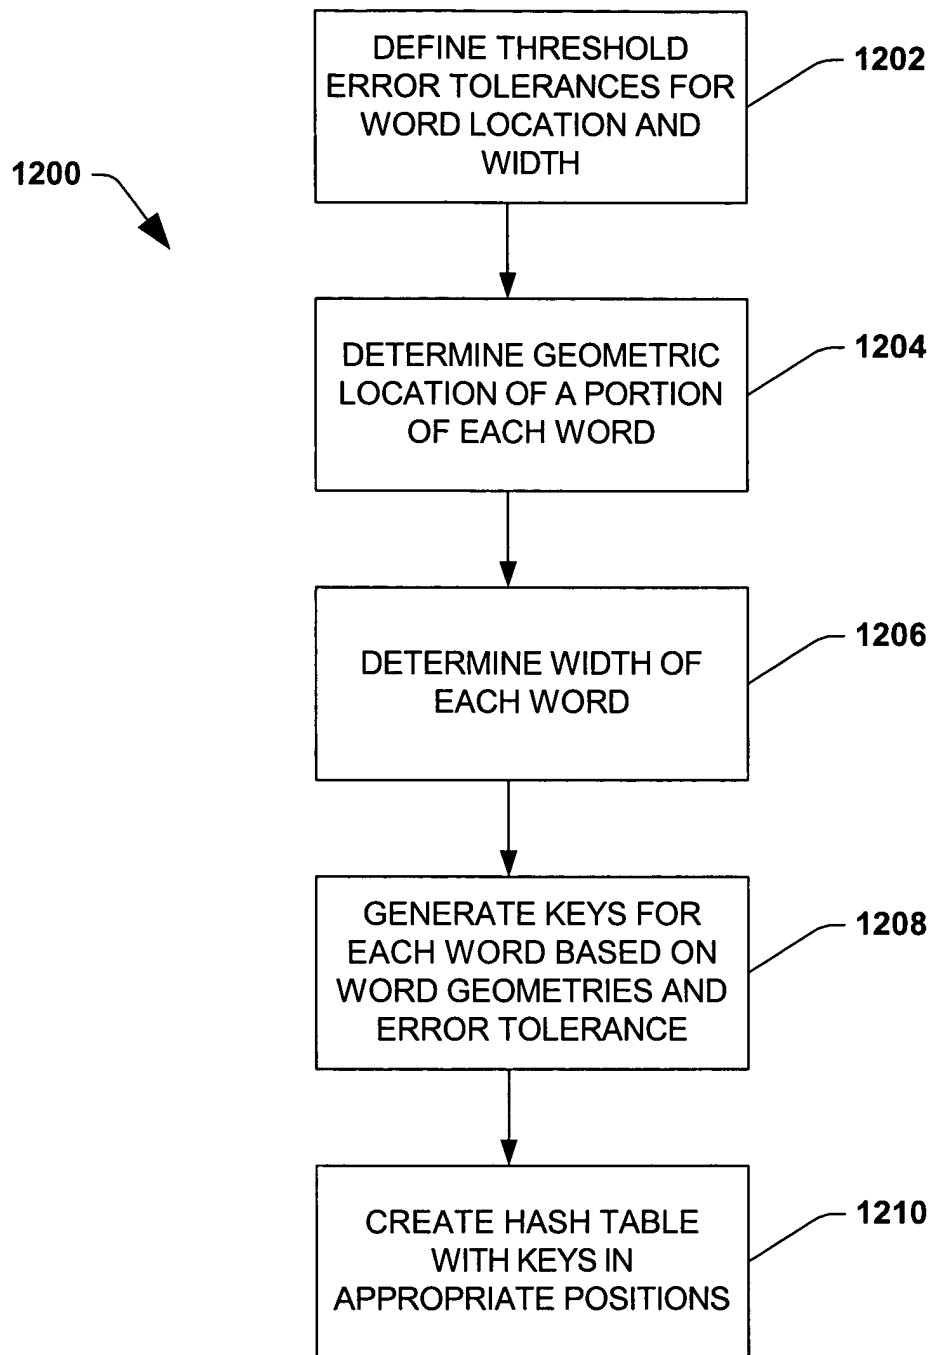 DEFINE THRESHOLD
ERROR TOLERANCES FOR
WORD LOCATION AND
WIDTH
1202
1200
DETERMINE GEOMETRIC
LOCATION OF A PORTION
OF EACH WORD
1204
DETERMINE WIDTH OF
EACH WORD
1206
GENERATE KEYS FOR
EACH WORD BASED ON
WORD GEOMETRIES AND
ERROR TOLERANCE
1208
CREATE HASH TABLE
WITH KEYS IN
APPROPRIATE POSITIONS
1210